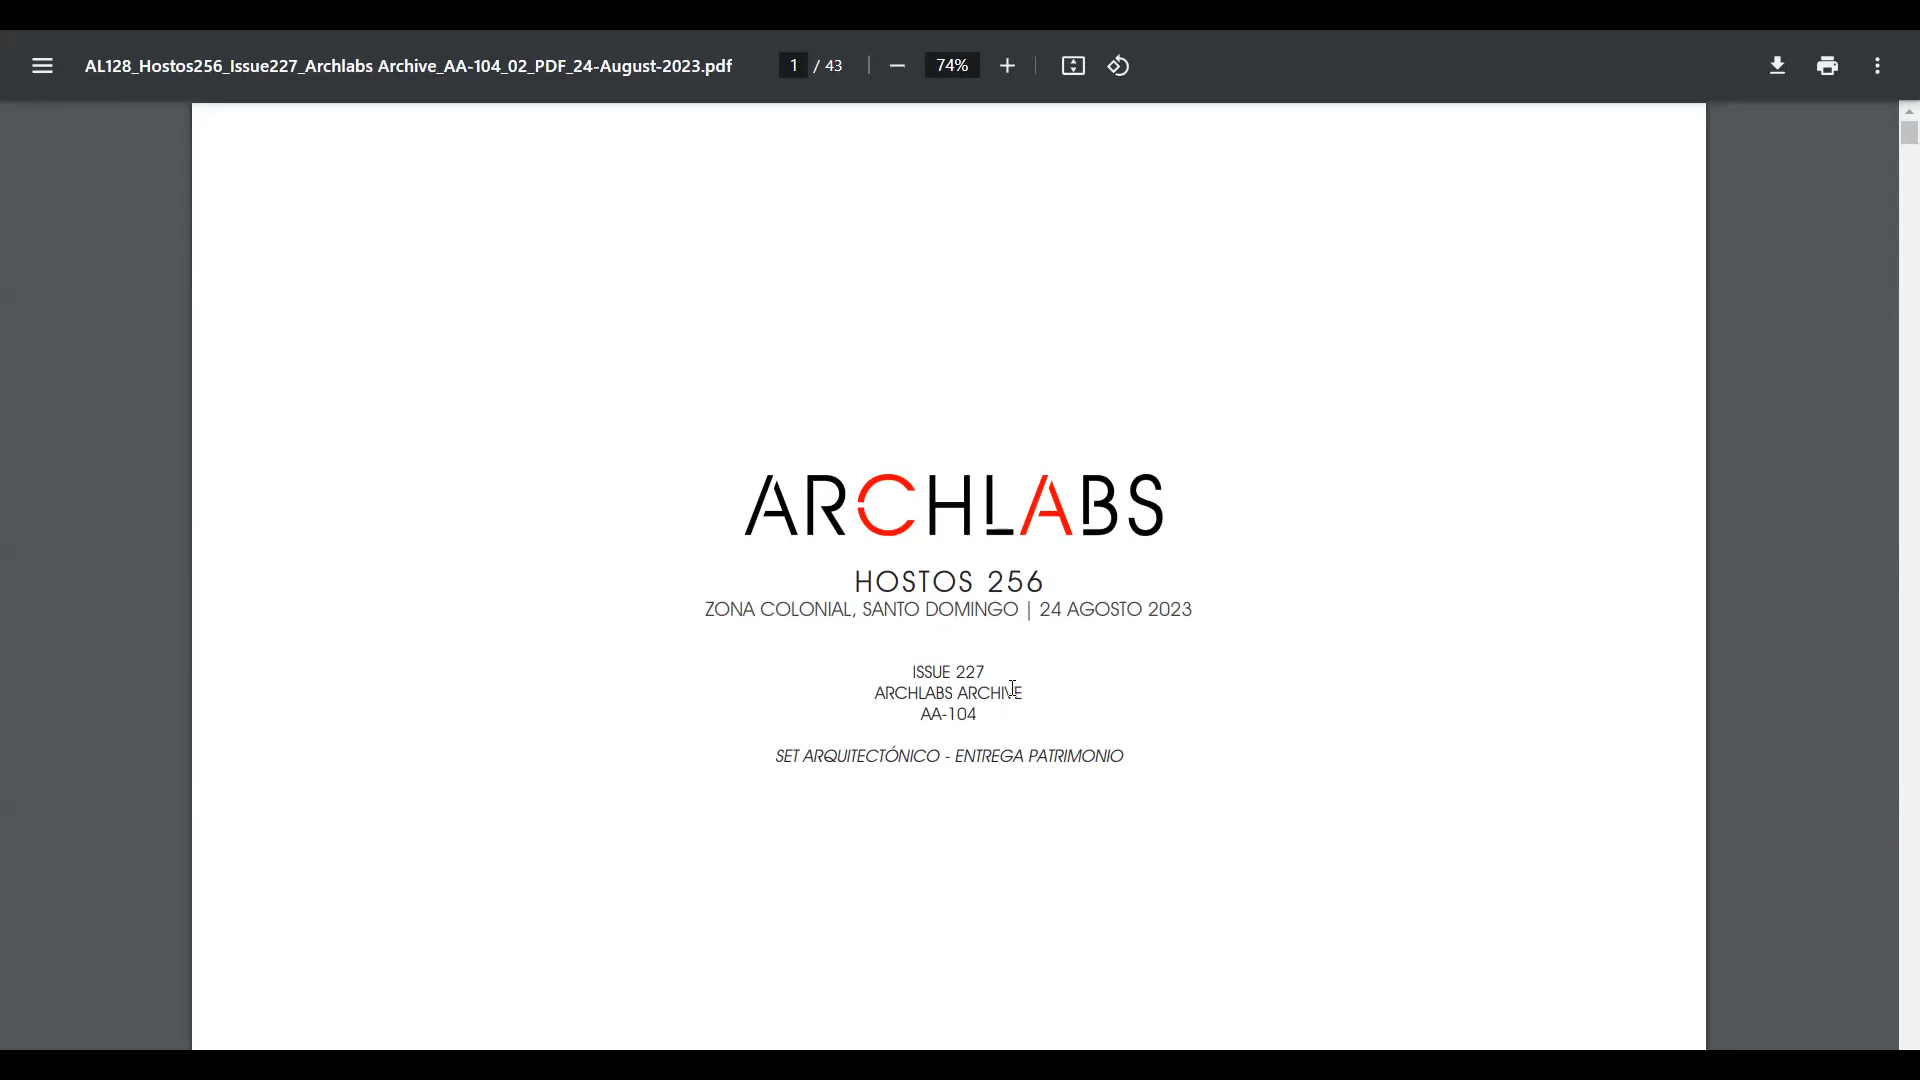 AL128_Hostos256_Issue227_Archlabs Archive_AA-104_02_PDF_24-August-2023.pdf 1 / 43 74%
ARCHLABS
HOSTOS 256
ZONA COLONIAL, SANTO DOMINGO | 24 AGOSTO 2023
ISSUE 227
ARCHLABS ARCHIVE
AA-104
SET ARQUITECTÓNICO - ENTREGA PATRIMONIO